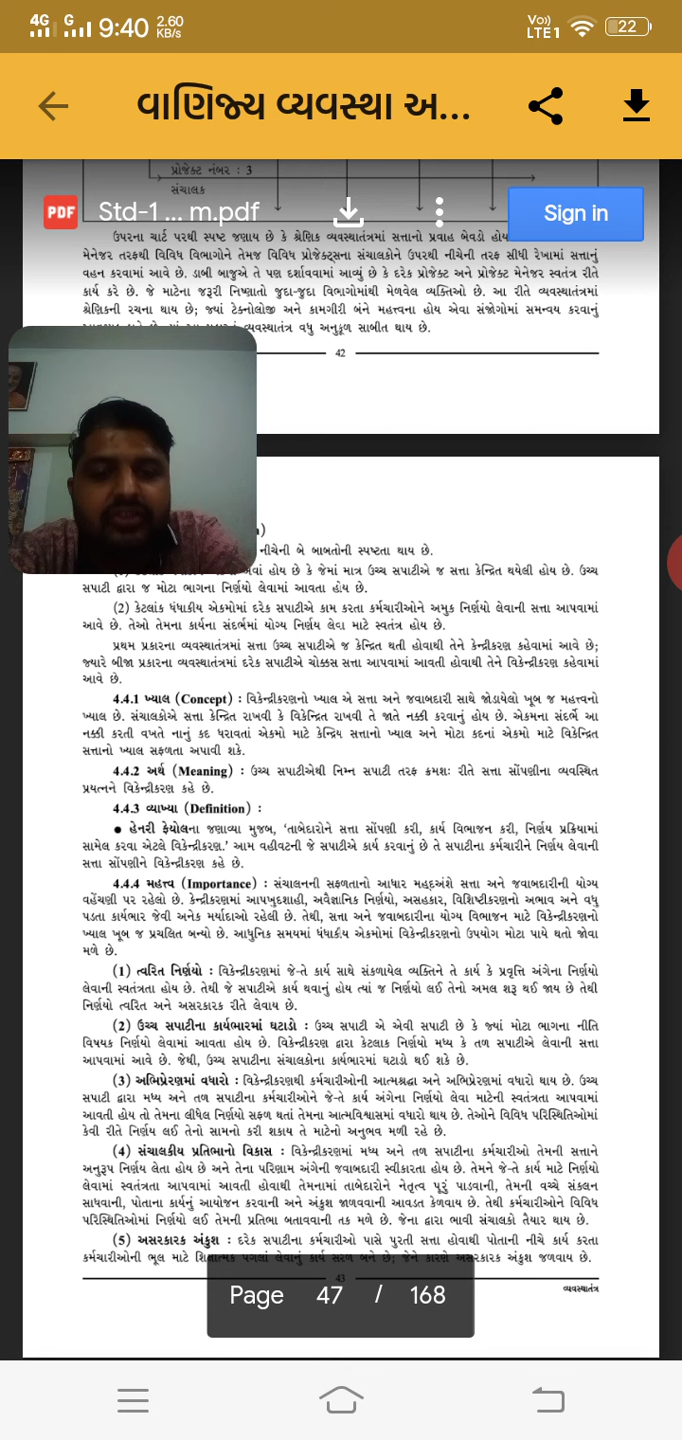 4G G 9:40 2.60 KB/s Vo)) LTE1 22
વાણિજ્ય વ્યવસ્થા અ...
પ્રોજેક્ટ નંબર : 3
સંચાલક
PDF Std-1 ... m.pdf Sign in
ઉપરના ચાર્ટ પરથી સ્પષ્ટ જણાય છે કે શ્રેણિક વ્યવસ્થાતંત્રમાં સત્તાનો પ્રવાહ બેવડો હોય
મેનેજર તરફથી વિવિધ વિભાગોને તેમજ વિવિધ પ્રોજેક્ટ્સના સંચાલકોને ઉપરથી નીચેની તરફ સીધી રેખામાં સત્તાનું
વહન કરવામાં આવે છે. ડાબી બાજુએ તે પણ દર્શાવવામાં આવ્યું છે કે દરેક પ્રોજેક્ટ અને પ્રોજેક્ટ મેનેજર સ્વતંત્ર રીતે
કાર્ય કરે છે. જે માટેના જરૂરી નિષ્ણાતો જુદા-જુદા વિભાગોમાંથી મેળવેલ વ્યક્તિઓ છે. આ રીતે વ્યવસ્થાતંત્રમાં
શ્રેણિકની રચના થાય છે; જ્યાં ટેક્નોલોજી અને કામગીરી બંને મહત્ત્વના હોય એવા સંજોગોમાં સમન્વય કરવાનું
વ્યવસ્થાતંત્ર વધુ અનુકૂળ સાબીત થાય છે.
42
નીચેની બે બાબતોની સ્પષ્ટતા થાય છે.
હોય છે કે જેમાં માત્ર ઉચ્ચ સપાટીએ જ સત્તા કેન્દ્રિત થયેલી હોય છે. ઉચ્ચ
સપાટી દ્વારા જ મોટા ભાગના નિર્ણયો લેવામાં આવતા હોય છે.
(2) કેટલાંક ધંધાકીય એકમોમાં દરેક સપાટીએ કામ કરતા કર્મચારીઓને અમુક નિર્ણયો લેવાની સત્તા આપવામાં
આવે છે. તેઓ તેમના કાર્યના સંદર્ભમાં યોગ્ય નિર્ણય લેવા માટે સ્વતંત્ર હોય છે.
પ્રથમ પ્રકારના વ્યવસ્થાતંત્રમાં સત્તા ઉચ્ચ સપાટીએ જ કેન્દ્રિત થતી હોવાથી તેને કેન્દ્રીકરણ કહેવામાં આવે છે;
જ્યારે બીજા પ્રકારના વ્યવસ્થાતંત્રમાં દરેક સપાટીએ ચોક્કસ સત્તા આપવામાં આવતી હોવાથી તેને વિકેન્દ્રીકરણ કહેવામાં
આવે છે.
4.4.1 ખ્યાલ (Concept) : વિકેન્દ્રીકરણનો ખ્યાલ એ સત્તા અને જવાબદારી સાથે જોડાયેલો ખૂબ જ મહત્ત્વનો
ખ્યાલ છે. સંચાલકોએ સત્તા કેન્દ્રિત રાખવી કે વિકેન્દ્રિત રાખવી તે જાતે નક્કી કરવાનું હોય છે. એકમના સંદર્ભે આ
નક્કી કરતી વખતે નાનું કદ ધરાવતાં એકમો માટે કેન્દ્રિય સત્તાનો ખ્યાલ અને મોટા કદનાં એકમો માટે વિકેન્દ્રિત
સત્તાનો ખ્યાલ સફળતા અપાવી શકે.
4.4.2 અર્થ (Meaning) : ઉચ્ચ સપાટીએથી નિમ્ન સપાટી તરફ ક્રમશઃ રીતે સત્તા સોંપણીના વ્યવસ્થિત
પ્રયત્નને વિકેન્દ્રીકરણ કહે છે.
4.4.3 વ્યાખ્યા (Definition) :
● હેનરી ફેયોલના જણાવ્યા મુજબ, ‘તાબેદારોને સત્તા સોંપણી કરી, કાર્ય વિભાજન કરી, નિર્ણય પ્રક્રિયામાં
સામેલ કરવા એટલે વિકેન્દ્રીકરણ.’ આમ વહીવટની જે સપાટીએ કાર્ય કરવાનું છે તે સપાટીના કર્મચારીને નિર્ણય લેવાની
સત્તા સોંપણીને વિકેન્દ્રીકરણ કહે છે.
4.4.4 મહત્ત્વ (Importance) : સંચાલનની સફળતાનો આધાર મહદ્અંશે સત્તા અને જવાબદારીની યોગ્ય
વહેંચણી પર રહેલો છે. કેન્દ્રીકરણમાં આપખુદશાહી, અવૈજ્ઞાનિક નિર્ણયો, અસહકાર, વિશિષ્ટીકરણનો અભાવ અને વધુ
પડતા કાર્યભાર જેવી અનેક મર્યાદાઓ રહેલી છે. તેથી, સત્તા અને જવાબદારીના યોગ્ય વિભાજન માટે વિકેન્દ્રીકરણનો
ખ્યાલ ખૂબ જ પ્રચલિત બન્યો છે. આધુનિક સમયમાં ધંધાકીય એકમોમાં વિકેન્દ્રીકરણનો ઉપયોગ મોટા પાયે થતો જોવા
મળે છે.
(1) ત્વરિત નિર્ણયો : વિકેન્દ્રીકરણમાં જે-તે કાર્ય સાથે સંકળાયેલ વ્યક્તિને તે કાર્ય કે પ્રવૃત્તિ અંગેના નિર્ણયો
લેવાની સ્વતંત્રતા હોય છે. તેથી જે સપાટીએ કાર્ય થવાનું હોય ત્યાં જ નિર્ણય લઈ તેનો અમલ શરૂ થઈ જાય છે તેથી
નિર્ણયો ત્વરિત અને અસરકારક રીતે લેવાય છે.
(2) ઉચ્ચ સપાટીના કાર્યભારમાં ઘટાડો : ઉચ્ચ સપાટી એ એવી સપાટી છે કે જ્યાં મોટા ભાગના નીતિ
વિષયક નિર્ણયો લેવામાં આવતા હોય છે. વિકેન્દ્રીકરણ દ્વારા કેટલાક નિર્ણયો મધ્ય કે તળ સપાટીએ લેવાની સત્તા
આપવામાં આવે છે. જેથી, ઉચ્ચ સપાટીના સંચાલકોના કાર્યભારમાં ઘટાડો થઈ શકે છે.
(3) અભિપ્રેરણમાં વધારો : વિકેન્દ્રીકરણથી કર્મચારીઓની આત્મશ્રદ્ધા અને અભિપ્રેરણમાં વધારો થાય છે. ઉચ્ચ
સપાટી દ્વારા મધ્ય અને તળ સપાટીના કર્મચારીઓને જે-તે કાર્ય અંગેના નિર્ણયો લેવા માટેની સ્વતંત્રતા આપવામાં
આવતી હોય તો તેમના લીધેલ નિર્ણયો સફળ થતાં તેમના આત્મવિશ્વાસમાં વધારો થાય છે. તેઓને વિવિધ પરિસ્થિતિઓમાં
કેવી રીતે નિર્ણય લઈ તેનો સામનો કરી શકાય તે માટેનો અનુભવ મળી રહે છે.
(4) સંચાલકીય પ્રતિભાનો વિકાસ : વિકેન્દ્રીકરણમાં મધ્ય અને તળ સપાટીના કર્મચારીઓ તેમની સત્તાને
અનુરૂપ નિર્ણય લેતા હોય છે અને તેના પરિણામ અંગેની જવાબદારી સ્વીકારતા હોય છે. તેમને જે-તે કાર્ય માટે નિર્ણયો
લેવામાં સ્વતંત્રતા આપવામાં આવતી હોવાથી તેમનામાં તાબેદારોને નેતૃત્વ પૂરું પાડવાની, તેમની વચ્ચે સંકલન
સાધવાની, પોતાના કાર્યનું આયોજન કરવાની અને અંકુશ જાળવવાની આવડત કેળવાય છે. તેથી કર્મચારીઓને વિવિધ
પરિસ્થિતિઓમાં નિર્ણયો લઈ તેમની પ્રતિભા બતાવવાની તક મળે છે. જેના દ્વારા ભાવી સંચાલકો તૈયાર થાય છે.
(5) અસરકારક અંકુશ : દરેક સપાટીના કર્મચારીઓ પાસે પુરતી સત્તા હોવાથી પોતાની નીચે કાર્ય કરતા
કર્મચારીઓની ભૂલ માટે શિક્ષાત્મક પગલાં લેવાનું કાર્ય સરળ બને છે; જેને કારણે અસરકારક અંકુશ જળવાય છે.
43
વ્યવસ્થાતંત્ર
Page 47 / 168